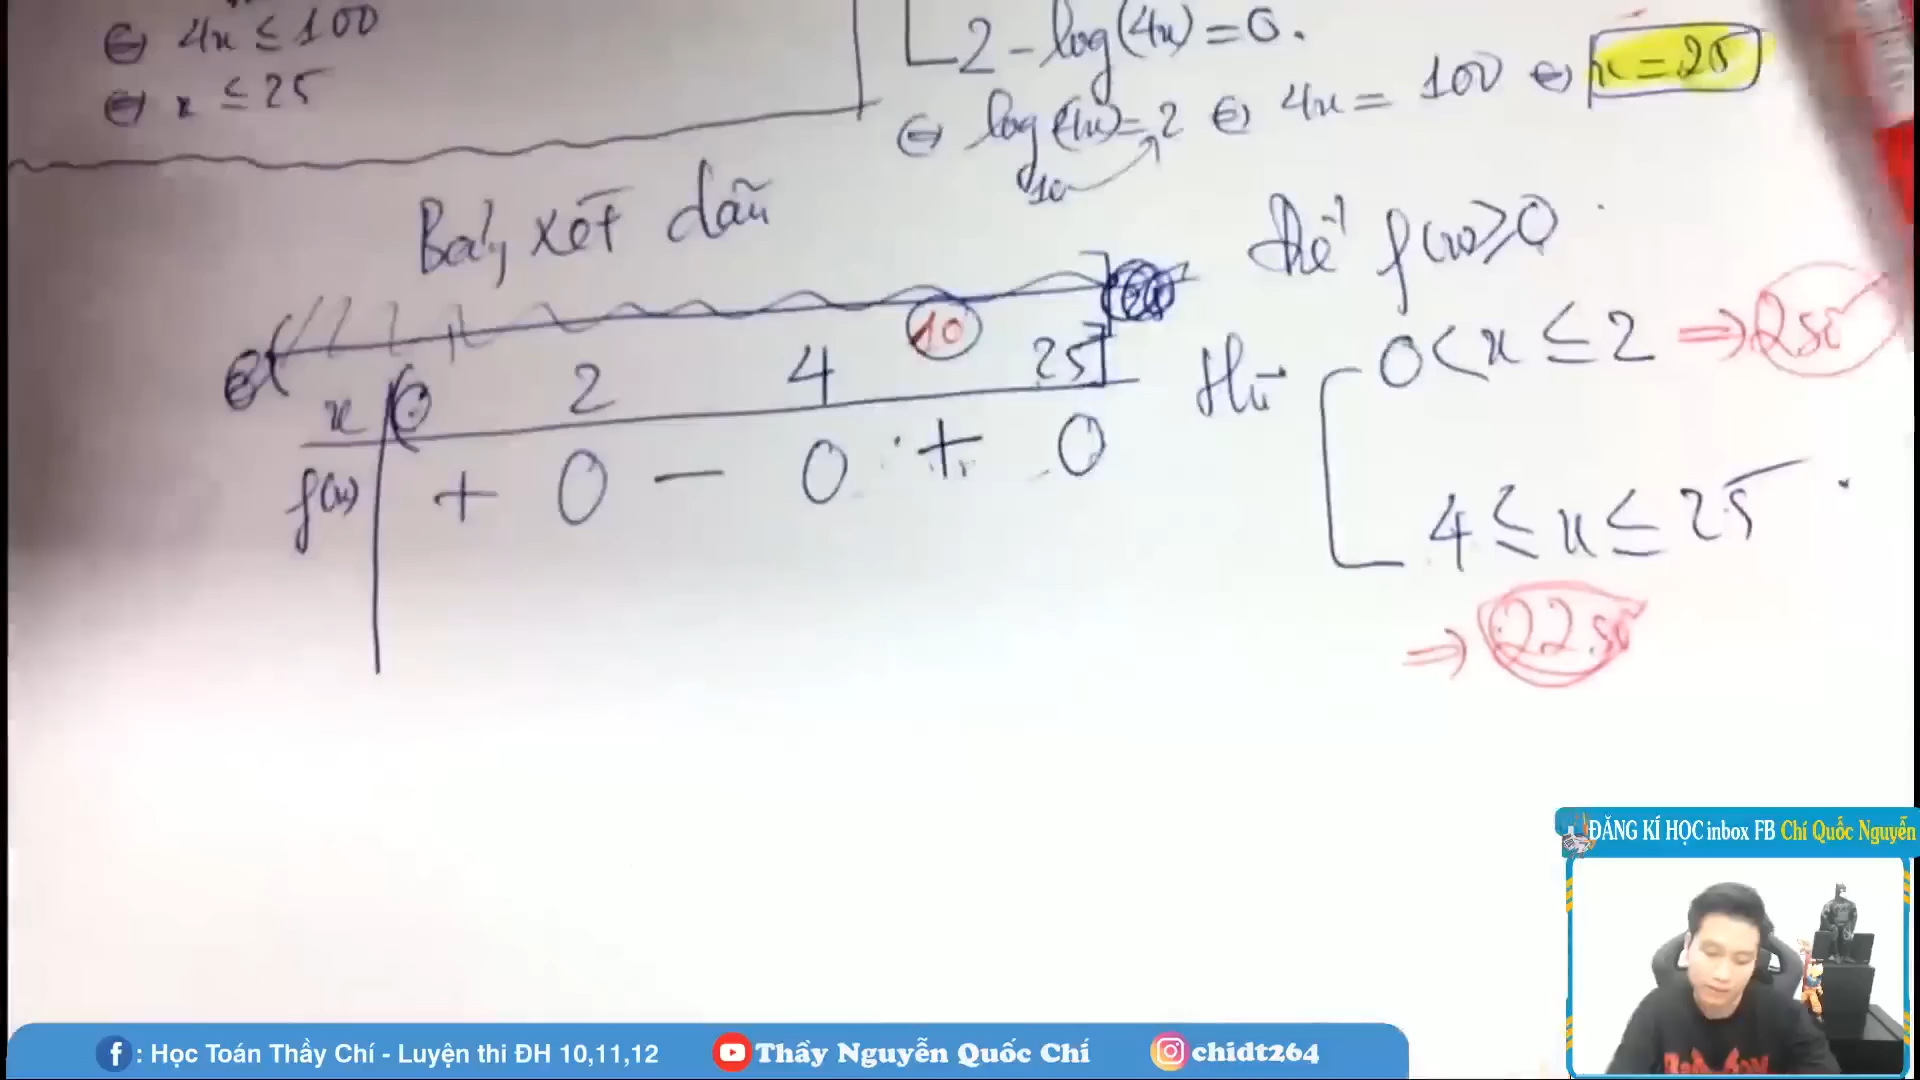 ⇔ 4x ≤ 100
⇔ x ≤ 25
2 - log(4x) = 0.
⇔ log(4x) = 2 ⇔ 4x = 100 ⇔ x = 25
10
Bảng xét dấu
x 0 2 4 10 25
f(x) + 0 - 0 + 0
Để f(x) ≥ 0
Thì
0 < x ≤ 2 ⇒ 2 số
4 ≤ x ≤ 25
⇒ 22 số
ĐĂNG KÍ HỌC inbox FB Chí Quốc Nguyễn
: Học Toán Thầy Chí - Luyện thi ĐH 10,11,12
Thầy Nguyễn Quốc Chí
chidt264